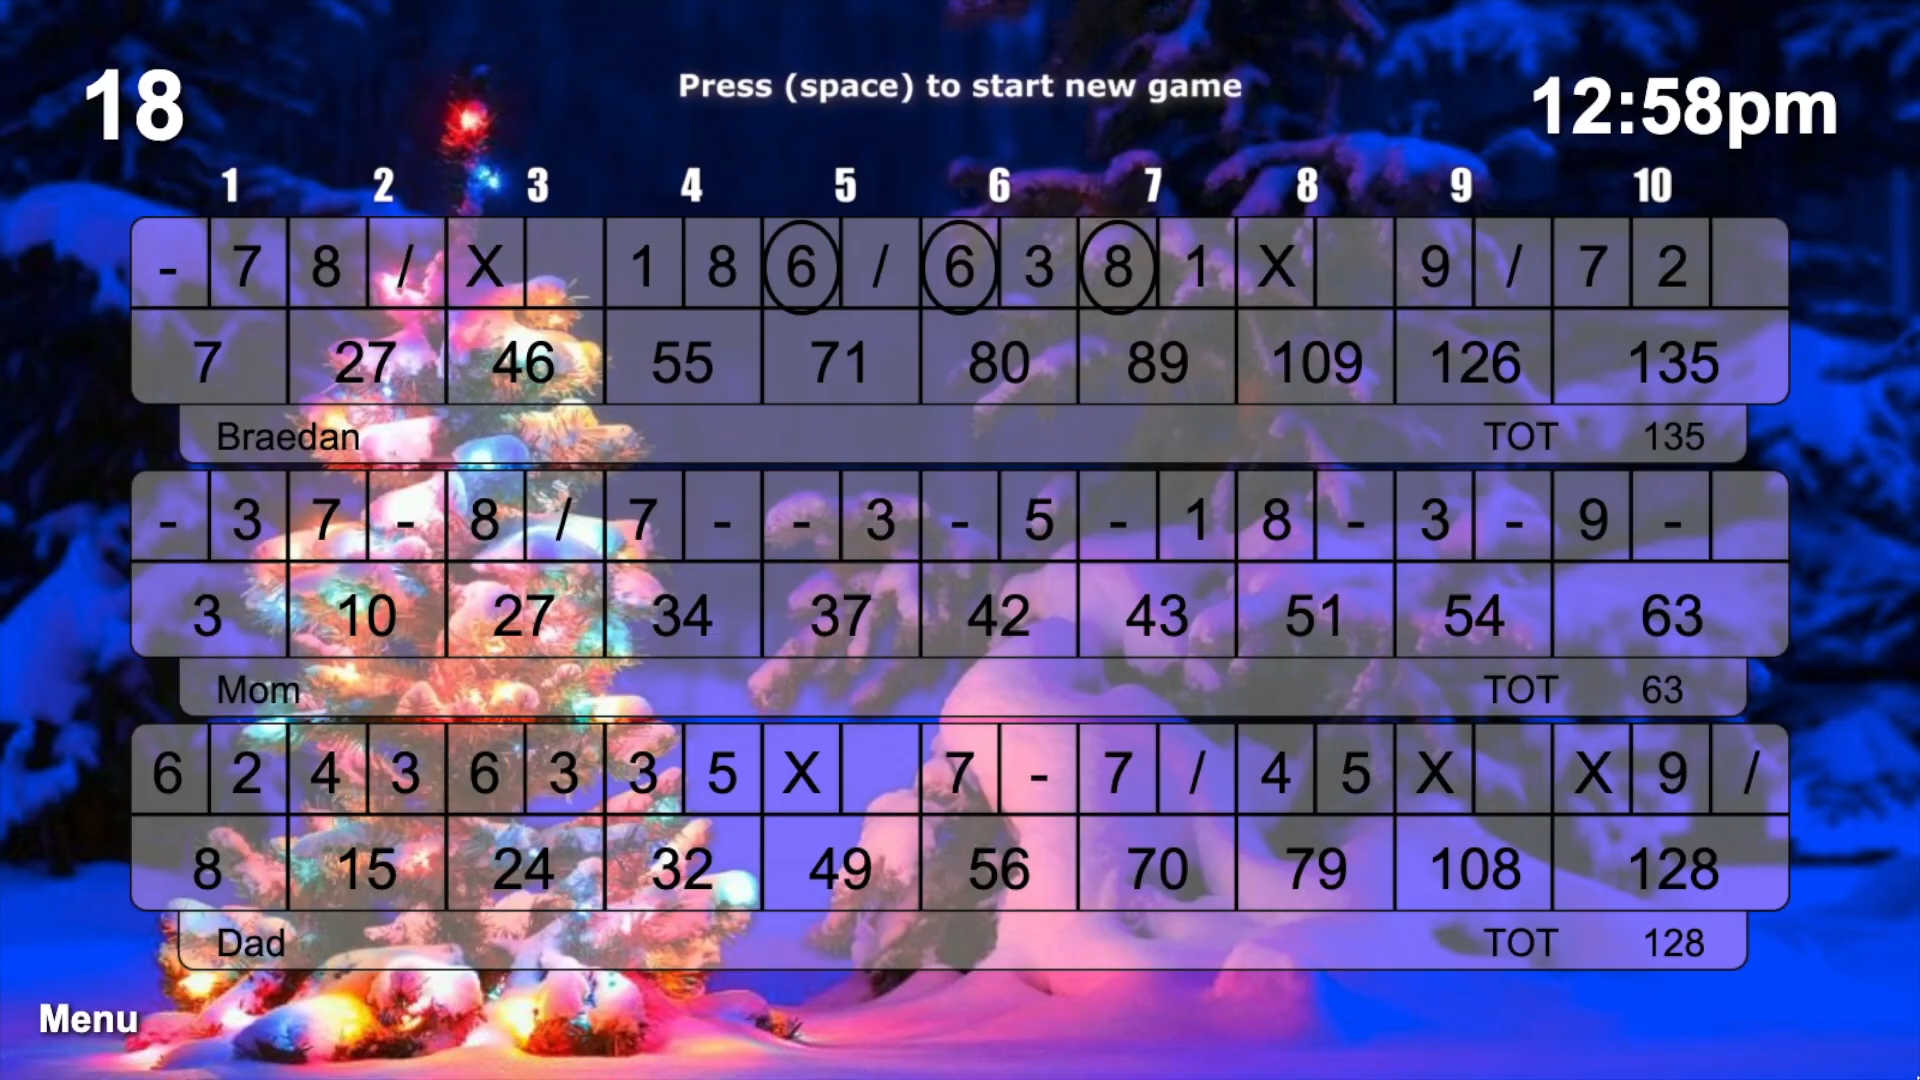 18 Press (space) to start new game 12:58pm
1 2 3 4 5 6 7 8 9 10
- 7 8 / X 1 8 6 / 6 3 8 1 X 9 / 7 2
7 27 46 55 71 80 89 109 126 135
Braedan TOT 135
- 3 7 - 8 / 7 - - 3 - 5 - 1 8 - 3 - 9 -
3 10 27 34 37 42 43 51 54 63
Mom TOT 63
6 2 4 3 6 3 3 5 X 7 - 7 / 4 5 X X 9 /
8 15 24 32 49 56 70 79 108 128
Dad TOT 128
Menu